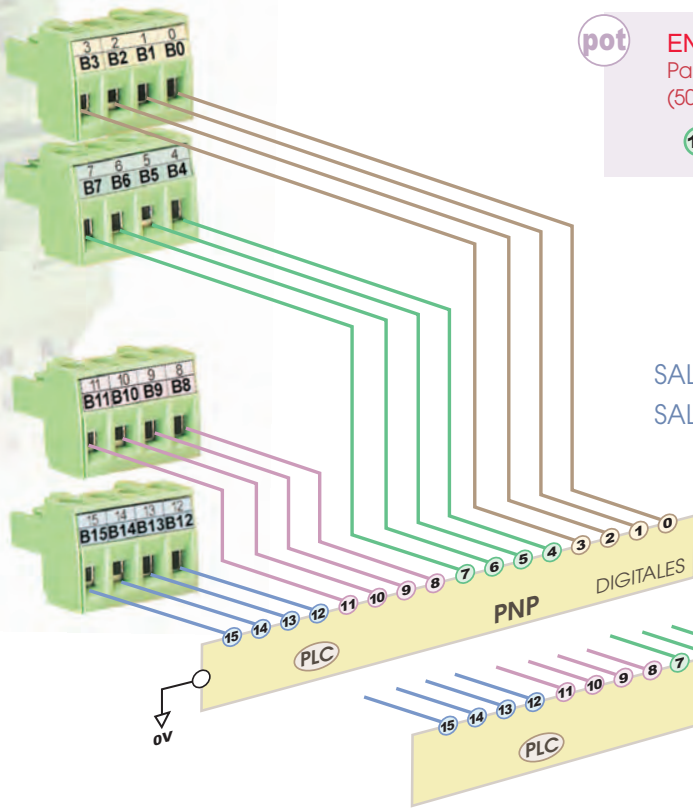 3 2 1 0
B3 B2 B1 B0
7 6 5 4
B7 B6 B5 B4
11 10 9 8
B11 B10 B9 B8
15 14 13 12
B15 B14 B13 B12
pot
EN
Pa
(50
1
SAL
SAL
15 14 13 12 11 10 9 8 7 6 5 4 3 2 1 0
PNP
DIGITALES
PLC
0V
15 14 13 12 11 10 9 8 7
PLC